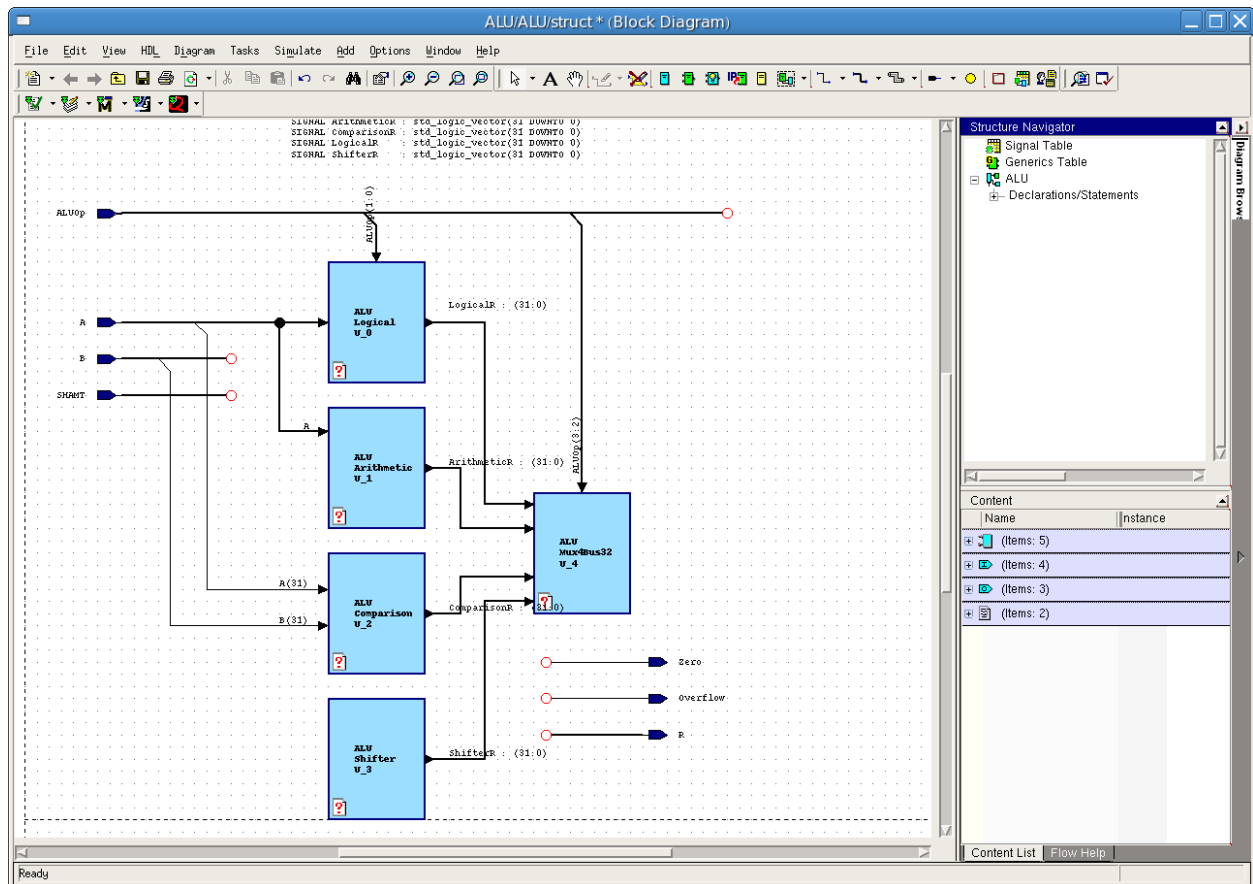 ALU/ALU/struct * (Block Diagram)
File Edit View HDL Diagram Tasks Simulate Add Options Window Help
SIGNAL ArithmeticR : std_logic_vector(31 DOWNTO 0)
SIGNAL ComparisonR : std_logic_vector(31 DOWNTO 0)
SIGNAL LogicalR : std_logic_vector(31 DOWNTO 0)
SIGNAL ShifterR : std_logic_vector(31 DOWNTO 0)
ALUOp
ALUOp(1:0)
A
B
SHAMT
ALU
Logical
U_0
LogicalR : (31:0)
A
ALU
Arithmetic
U_1
ArithmeticR : (31:0)
ALUOp(3:2)
ALU
Mux4Bus32
U_4
A(31)
B(31)
ALU
Comparison
U_2
ComparisonR : (31:0)
Zero
Overflow
R
ALU
Shifter
U_3
ShifterR : (31:0)
Structure Navigator
Signal Table
Generics Table
ALU
Declarations/Statements
Diagram Brows
Content
Name Instance
(Items: 5)
(Items: 4)
(Items: 3)
(Items: 2)
Content List Flow Help
Ready